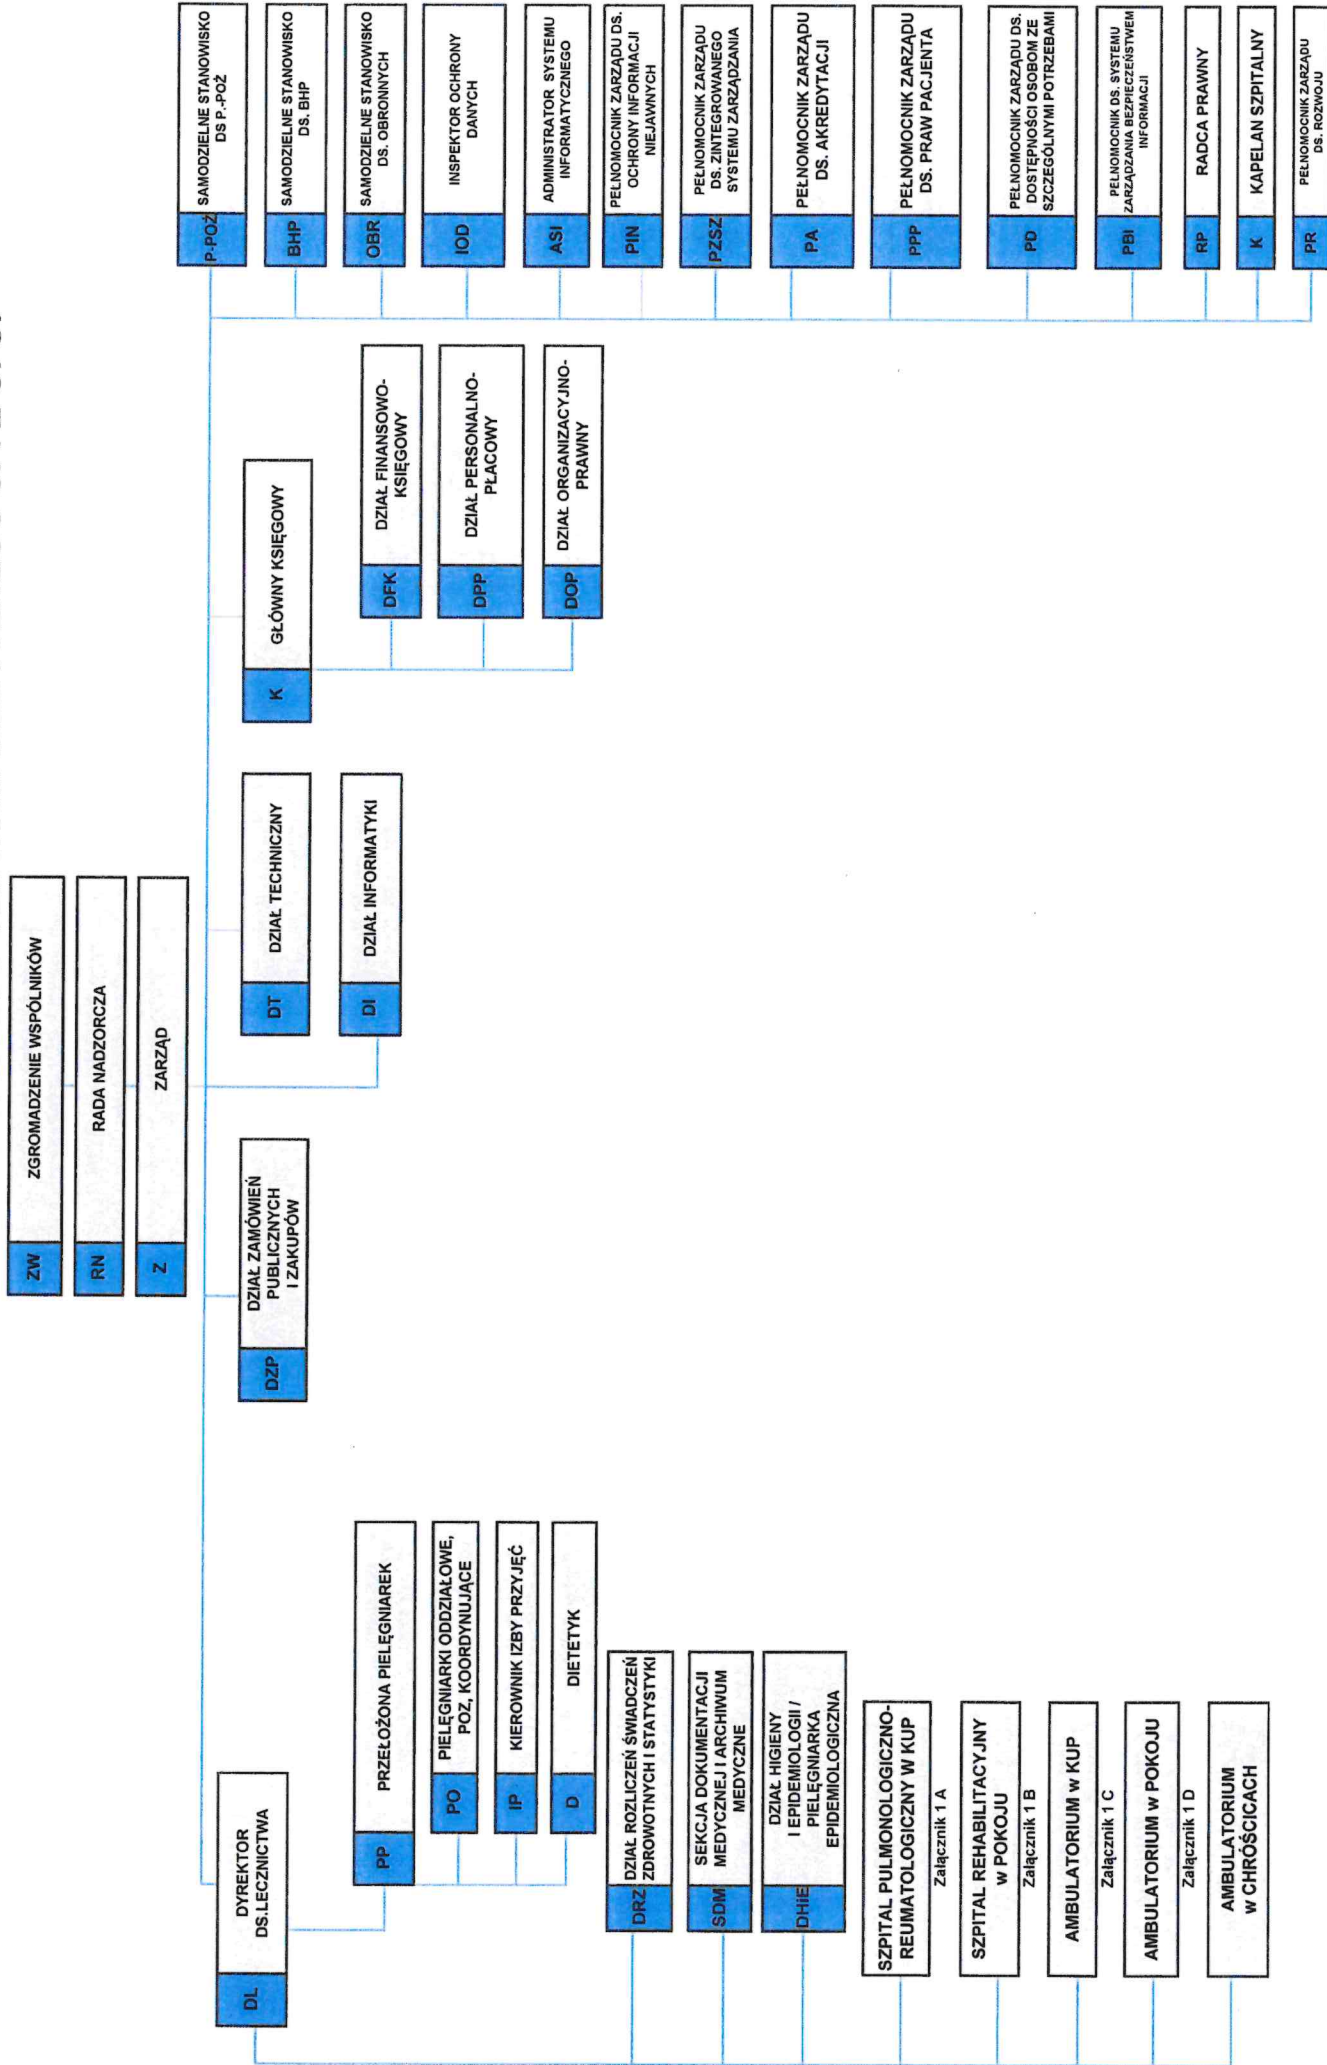 ZW
ZGROMADZENIE WSPÓLNIKÓW
RN
RADA NADZORCZA
Z
ZARZĄD
DL
DYREKTOR
DS.LECZNICTWA
PP
PRZEŁOŻONA PIELĘGNIAREK
PO
PIELĘGNIARKI ODDZIAŁOWE,
POZ, KOORDYNUJĄCE
IP
KIEROWNIK IZBY PRZYJĘĆ
D
DIETETYK
DRZ
DZIAŁ ROZLICZEŃ ŚWIADCZEŃ
ZDROWOTNYCH I STATYSTYKI
SDM
SEKCJA DOKUMENTACJI
MEDYCZNEJ I ARCHIWUM
MEDYCZNE
DHiE
DZIAŁ HIGIENY
I EPIDEMIOLOGII /
PIELĘGNIARKA
EPIDEMIOLOGICZNA
SZPITAL PULMONOLOGICZNO-
REUMATOLOGICZNY W KUP
Załącznik 1 A
SZPITAL REHABILITACYJNY
w POKOJU
Załącznik 1 B
AMBULATORIUM w KUP
Załącznik 1 C
AMBULATORIUM w POKOJU
Załącznik 1 D
AMBULATORIUM
w CHRÓŚCICACH
DZP
DZIAŁ ZAMÓWIEŃ
PUBLICZNYCH
I ZAKUPÓW
DT
DZIAŁ TECHNICZNY
DI
DZIAŁ INFORMATYKI
K
GŁÓWNY KSIĘGOWY
DFK
DZIAŁ FINANSOWO-
KSIĘGOWY
DPP
DZIAŁ PERSONALNO-
PŁACOWY
DOP
DZIAŁ ORGANIZACYJNO-
PRAWNY
P-POŻ
SAMODZIELNE STANOWISKO
DS P.-POŻ
BHP
SAMODZIELNE STANOWISKO
DS. BHP
OBR
SAMODZIELNE STANOWISKO
DS. OBRONNYCH
IOD
INSPEKTOR OCHRONY
DANYCH
ASI
ADMINISTRATOR SYSTEMU
INFORMATYCZNEGO
PIN
PEŁNOMOCNIK ZARZĄDU DS.
OCHRONY INFORMACJI
NIEJAWNYCH
PZSZ
PEŁNOMOCNIK ZARZĄDU
DS. ZINTEGROWANEGO
SYSTEMU ZARZĄDZANIA
PA
PEŁNOMOCNIK ZARZĄDU
DS. AKREDYTACJI
PPP
PEŁNOMOCNIK ZARZĄDU
DS. PRAW PACJENTA
PD
PEŁNOMOCNIK ZARZĄDU DS.
DOSTĘPNOŚCI OSOBOM ZE
SZCZEGÓLNYMI POTRZEBAMI
PBI
PEŁNOMOCNIK DS. SYSTEMU
ZARZĄDZANIA BEZPIECZEŃSTWEM
INFORMACJI
RP
RADCA PRAWNY
K
KAPELAN SZPITALNY
PR
PEŁNOMOCNIK ZARZĄDU
DS. ROZWOJU